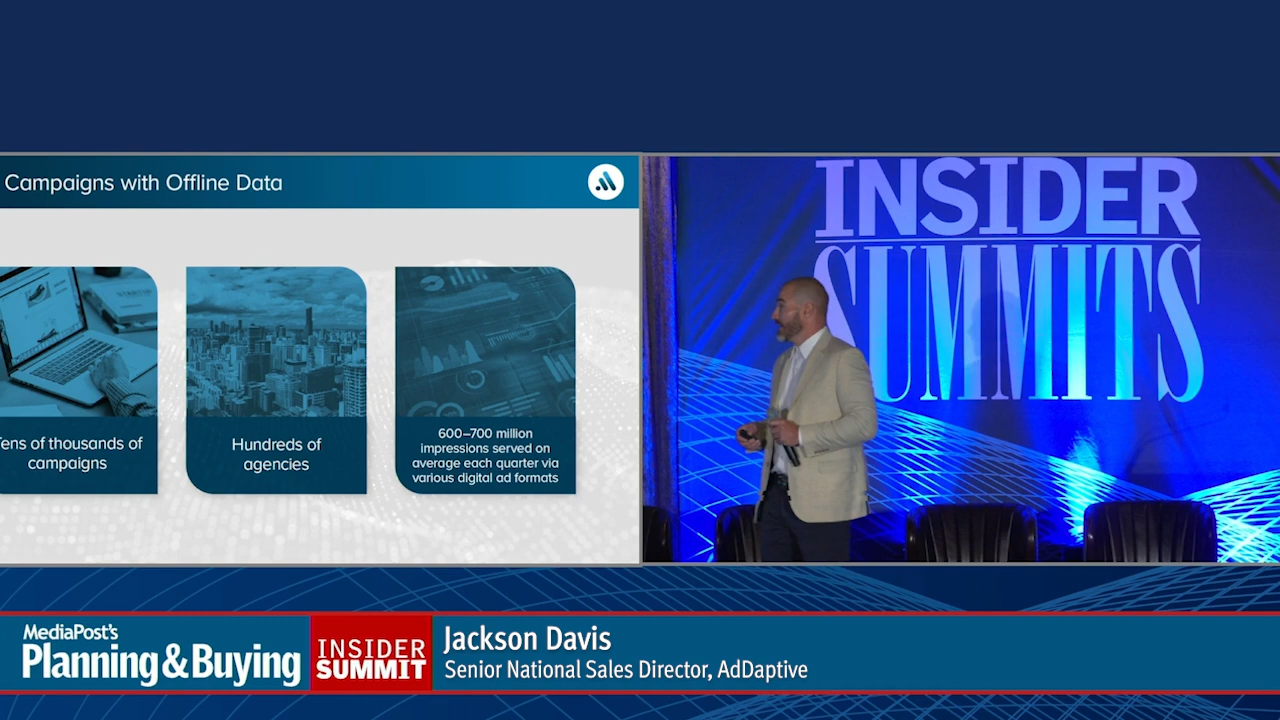 Campaigns with Offline Data
Tens of thousands of
campaigns
Hundreds of
agencies
600–700 million
impressions served on
average each quarter via
various digital ad formats
INSIDER
SUMMITS
MediaPost's
Planning & Buying
INSIDER
SUMMIT
Jackson Davis
Senior National Sales Director, AdDaptive